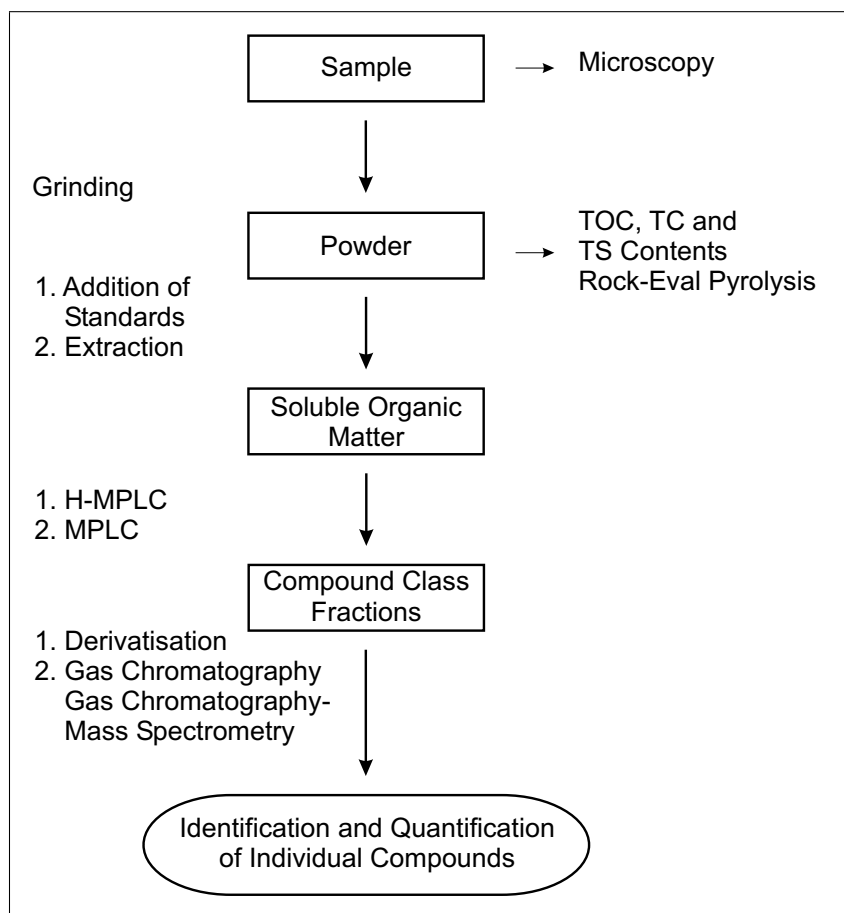 Sample
Microscopy
Grinding
Powder
TOC, TC and
TS Contents
Rock-Eval Pyrolysis
1. Addition of
Standards
2. Extraction
Soluble Organic
Matter
1. H-MPLC
2. MPLC
Compound Class
Fractions
1. Derivatisation
2. Gas Chromatography
Gas Chromatography-
Mass Spectrometry
Identification and Quantification
of Individual Compounds